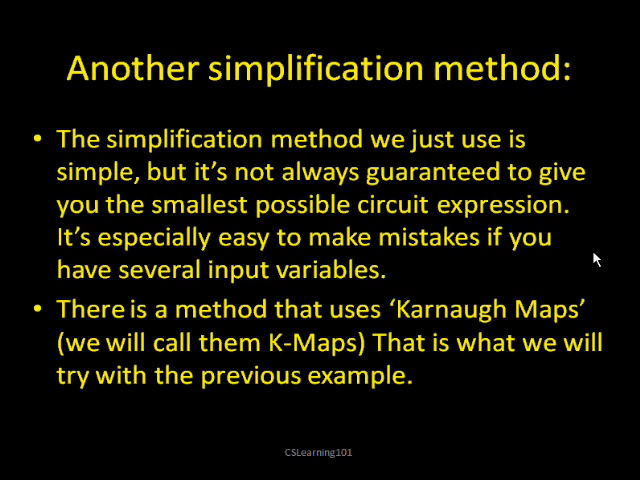 Another simplification method:
• The simplification method we just use is
simple, but it’s not always guaranteed to give
you the smallest possible circuit expression.
It’s especially easy to make mistakes if you
have several input variables.
• There is a method that uses ‘Karnaugh Maps’
(we will call them K-Maps) That is what we will
try with the previous example.
CSLearning101